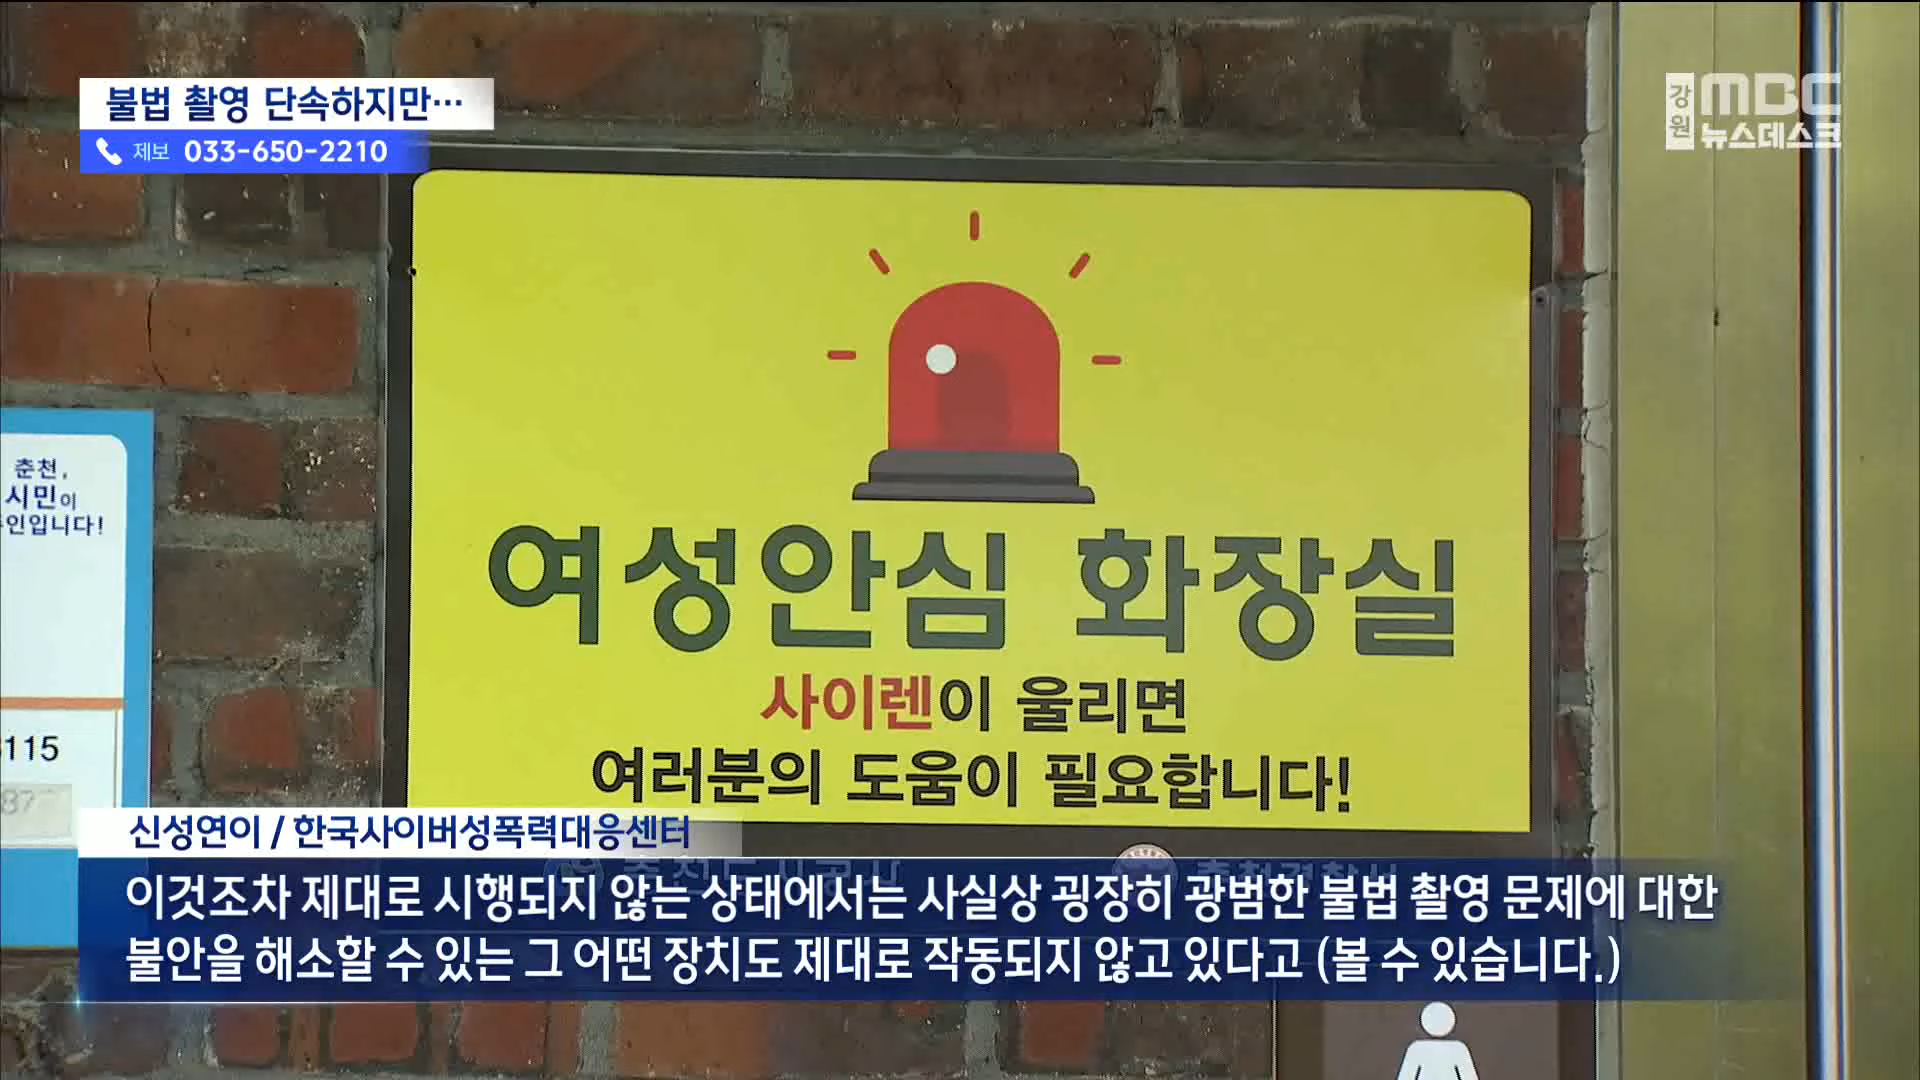 불법 촬영 단속하지만…
제보 033-650-2210
강원 MBC
뉴스데스크
춘천,
시민이
주인입니다!
여성안심 화장실
사이렌이 울리면
여러분의 도움이 필요합니다!
115
신성연이 / 한국사이버성폭력대응센터
이것조차 제대로 시행되지 않는 상태에서는 사실상 굉장히 광범한 불법 촬영 문제에 대한
불안을 해소할 수 있는 그 어떤 장치도 제대로 작동되지 않고 있다고 (볼 수 있습니다.)